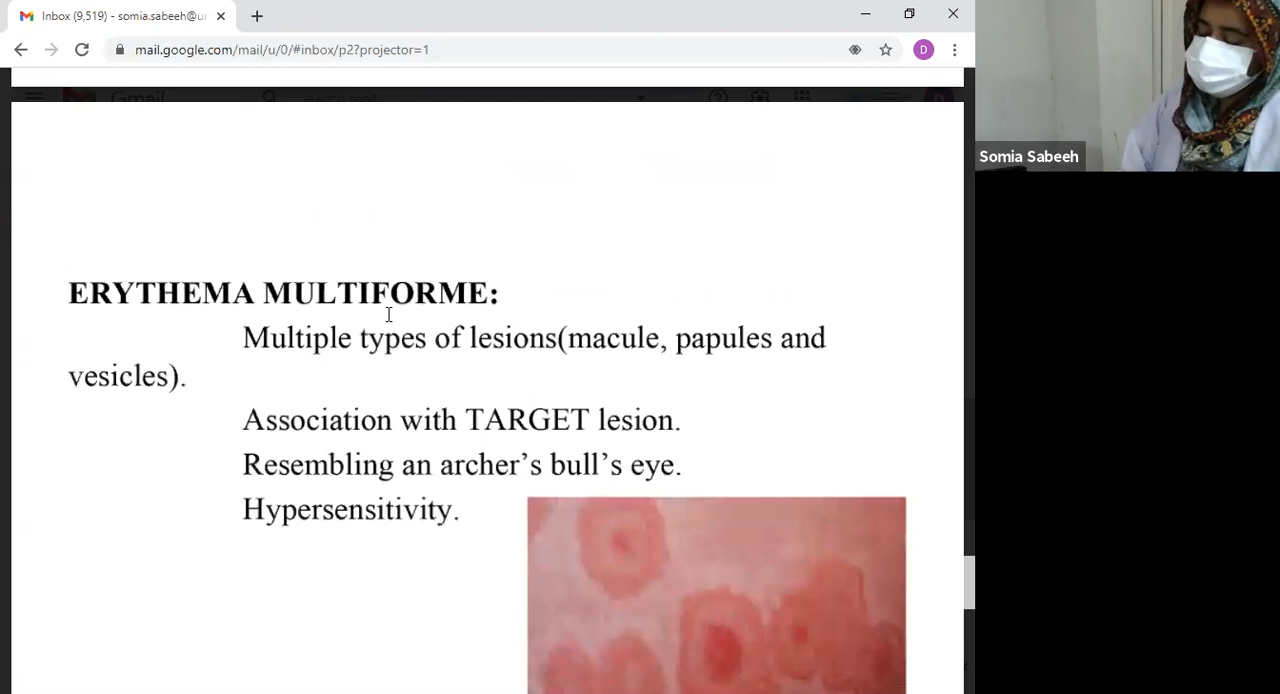 Inbox (9,519) - somia.sabeeh@u
mail.google.com/mail/u/0/#inbox/p2?projector=1
D
Gmail
Somia Sabeeh
ERYTHEMA MULTIFORME:
Multiple types of lesions(macule, papules and
vesicles).
Association with TARGET lesion.
Resembling an archer's bull's eye.
Hypersensitivity.